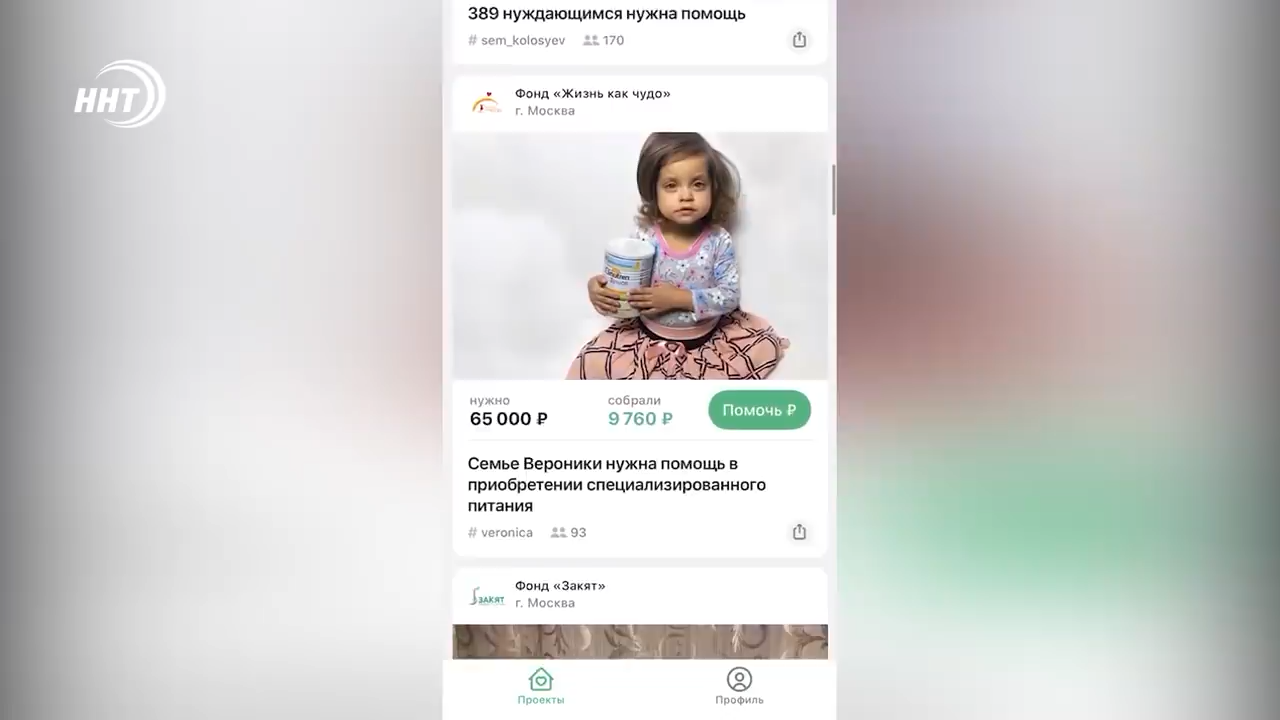 389 нуждающимся нужна помощь
# sem_kolosyev 170
ННТ
Фонд «Жизнь как чудо»
г. Москва
нужно
65 000 ₽
собрали
9 760 ₽
Помочь ₽
Семье Вероники нужна помощь в
приобретении специализированного
питания
# veronica 93
Фонд «Закят»
г. Москва
ЗАКЯТ
Проекты
Профиль